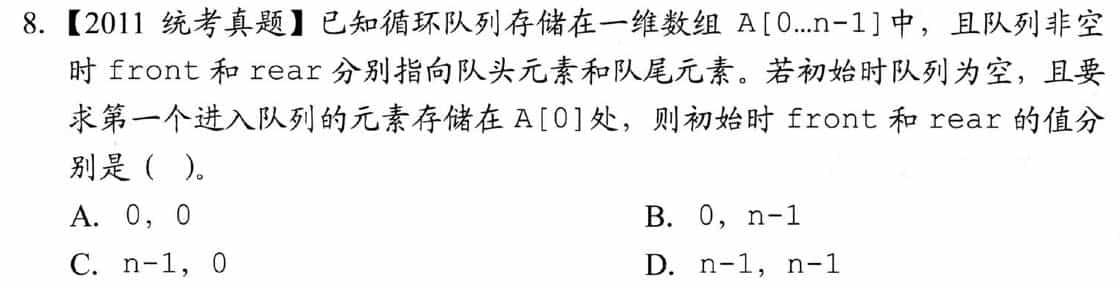 8. 【2011 统考真题】已知循环队列存储在一维数组 A[0…n-1]中，且队列非空
时 front 和 rear 分别指向队头元素和队尾元素。若初始时队列为空，且要
求第一个进入队列的元素存储在 A[0]处，则初始时 front 和 rear 的值分
别是（ ）。
A. 0, 0 B. 0, n-1
C. n-1, 0 D. n-1, n-1